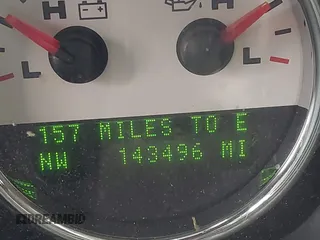 H H
L L
157 MILES TO E
NW 143496 MI
DREAMBID